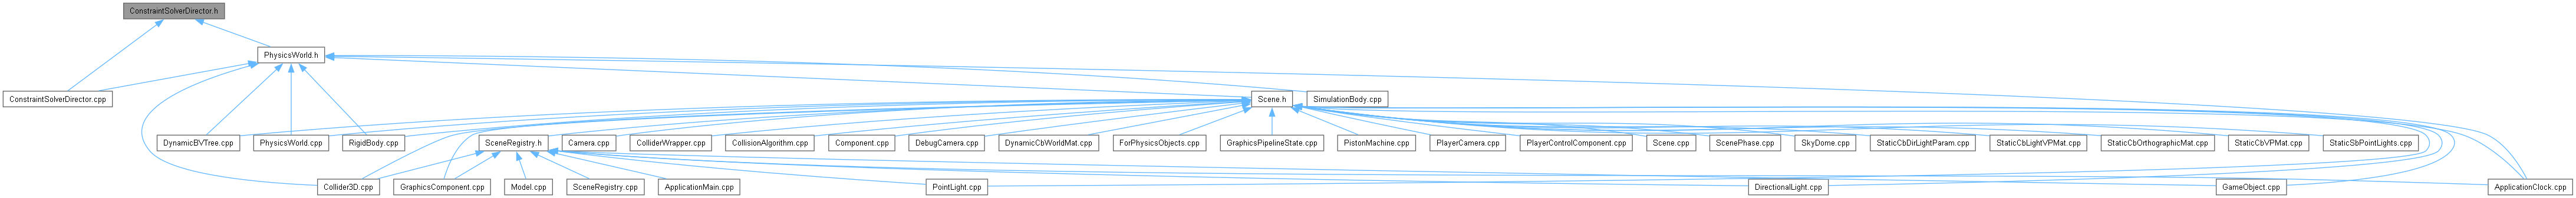 ConstraintSolverDirector.h
PhysicsWorld.h
ConstraintSolverDirector.cpp
Scene.h
SimulationBody.cpp
DynamicBVTree.cpp
PhysicsWorld.cpp
RigidBody.cpp
SceneRegistry.h
Camera.cpp
ColliderWrapper.cpp
CollisionAlgorithm.cpp
Component.cpp
DebugCamera.cpp
DynamicCbWorldMat.cpp
ForPhysicsObjects.cpp
GraphicsPipelineState.cpp
PistonMachine.cpp
PlayerCamera.cpp
PlayerControlComponent.cpp
Scene.cpp
ScenePhase.cpp
SkyDome.cpp
StaticCbDirLightParam.cpp
StaticCbLightVPMat.cpp
StaticCbOrthographicMat.cpp
StaticCbVPMat.cpp
StaticSbPointLights.cpp
Collider3D.cpp
GraphicsComponent.cpp
Model.cpp
SceneRegistry.cpp
ApplicationMain.cpp
PointLight.cpp
DirectionalLight.cpp
GameObject.cpp
ApplicationClock.cpp